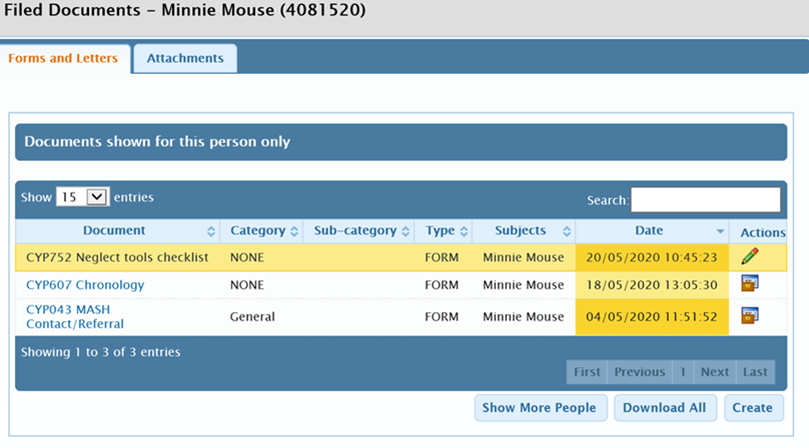 Filed Documents - Minnie Mouse (4081520)
Forms and Letters Attachments
Documents shown for this person only
Show 15 entries Search:
Document Category Sub-category Type Subjects Date Actions
CYP752 Neglect tools checklist NONE FORM Minnie Mouse 20/05/2020 10:45:23
CYP607 Chronology NONE FORM Minnie Mouse 18/05/2020 13:05:30
CYP043 MASH
Contact/Referral General FORM Minnie Mouse 04/05/2020 11:51:52
Showing 1 to 3 of 3 entries
First Previous 1 Next Last
Show More People Download All Create